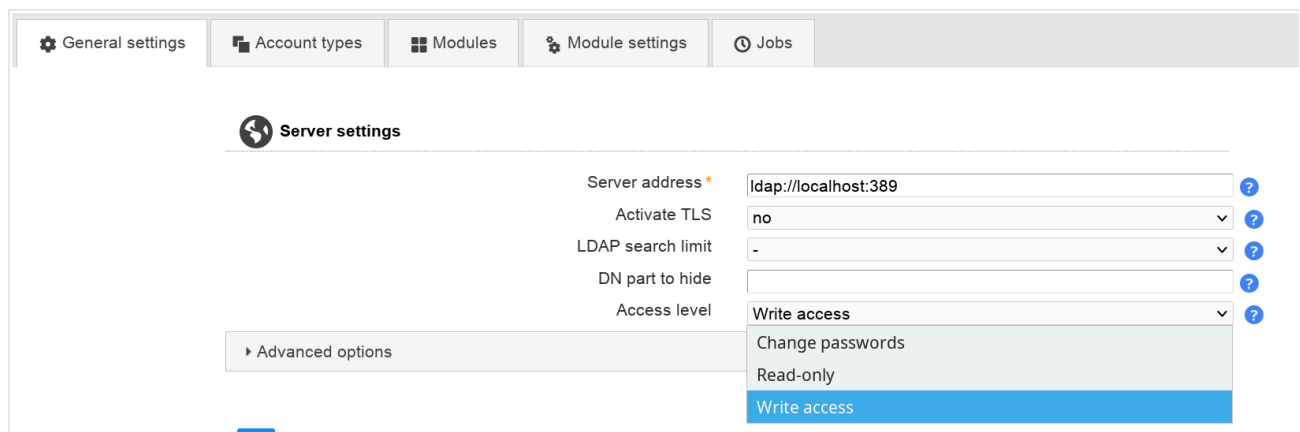 General settings
Account types
Modules
Module settings
Jobs
Server settings
Server address *
ldap://localhost:389
?
Activate TLS
no
?
LDAP search limit
-
?
DN part to hide
?
Access level
Write access
?
Change passwords
Read-only
Write access
Advanced options